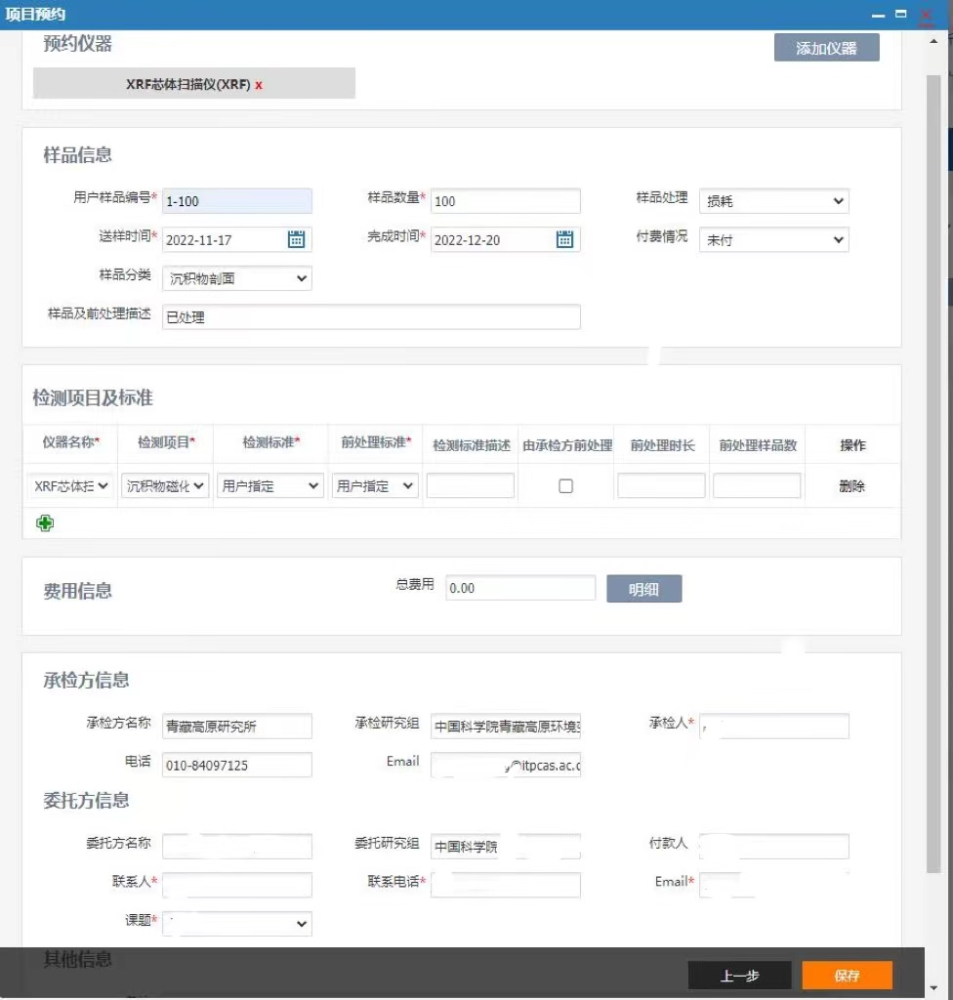 项目预约
预约仪器 添加仪器
XRF芯体扫描仪(XRF) x
样品信息
用户样品编号* 1-100 样品数量* 100 样品处理 损耗
送样时间* 2022-11-17 完成时间* 2022-12-20 付费情况 未付
样品分类 沉积物剖面
样品及前处理描述 已处理
检测项目及标准
仪器名称* 检测项目* 检测标准* 前处理标准* 检测标准描述 由承检方前处理 前处理时长 前处理样品数 操作
XRF芯体扫 沉积物磁化 用户指定 用户指定 删除
费用信息 总费用 0.00 明细
承检方信息
承检方名称 青藏高原研究所 承检研究组 中国科学院青藏高原环境 承检人*
电话 010-84097125 Email @itpcas.ac.c
委托方信息
委托方名称 委托研究组 中国科学院 付款人
联系人* 联系电话* Email*
课题*
其他信息 上一步 保存